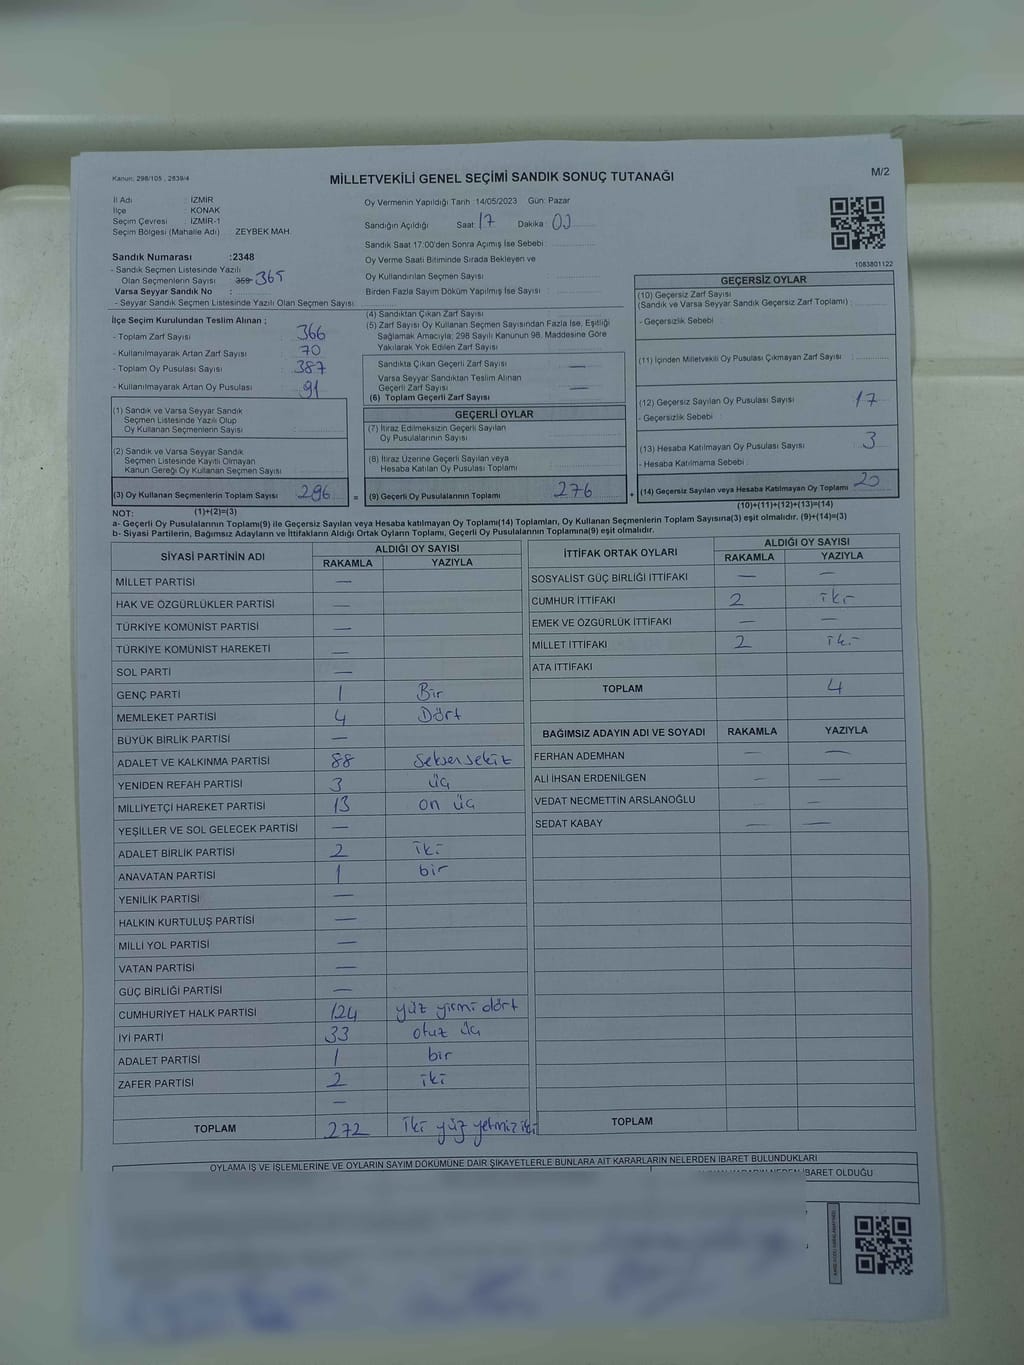 Kanun: 298/105 , 2839/4
MİLLETVEKİLİ GENEL SEÇİMİ SANDIK SONUÇ TUTANAĞI
M/2
İl Adı : İZMİR
İlçe : KONAK
Seçim Çevresi : İZMİR-1
Seçim Bölgesi (Mahalle Adı) : ZEYBEK MAH.
Oy Vermenin Yapıldığı Tarih : 14/05/2023 Gün: Pazar
Sandığın Açıldığı Saat: 17 Dakika
Sandık Saat 17:00'den Sonra Açımış İse Sebebi :
Oy Verme Saati Bitiminde Sırada Bekleyen ve
Oy Kullandırılan Seçmen Sayısı :
Birden Fazla Sayım Döküm Yapılmış İse Sayısı :
1083801122
Sandık Numarası :2348
- Sandık Seçmen Listesinde Yazılı
Olan Seçmenlerin Sayısı : 359 365
Varsa Seyyar Sandık No :
- Seyyar Sandık Seçmen Listesinde Yazılı Olan Seçmen Sayısı:
İlçe Seçim Kurulundan Teslim Alınan ;
- Toplam Zarf Sayısı : 366
- Kullanılmayarak Artan Zarf Sayısı : 70
- Toplam Oy Pusulası Sayısı : 387
- Kullanılmayarak Artan Oy Pusulası : 91
(1) Sandık ve Varsa Seyyar Sandık
Seçmen Listesinde Yazılı Olup
Oy Kullanan Seçmenlerin Sayısı :
(2) Sandık ve Varsa Seyyar Sandık
Seçmen Listesinde Kayıtlı Olmayan
Kanun Gereği Oy Kullanan Seçmen Sayısı :
(3) Oy Kullanan Seçmenlerin Toplam Sayısı : 296 =
(1)+(2)=(3)
(4) Sandıktan Çıkan Zarf Sayısı :
(5) Zarf Sayısı Oy Kullanan Seçmen Sayısından Fazla İse, Eşitliği
Sağlamak Amacıyla; 298 Sayılı Kanunun 98. Maddesine Göre
Yakılarak Yok Edilen Zarf Sayısı :
Sandıkta Çıkan Geçerli Zarf Sayısı : —
Varsa Seyyar Sandıktan Teslim Alınan
Geçerli Zarf Sayısı : —
(6) Toplam Geçerli Zarf Sayısı :
GEÇERLİ OYLAR
(7) İtiraz Edilmeksizin Geçerli Sayılan
Oy Pusulalarının Sayısı :
(8) İtiraz Üzerine Geçerli Sayılan veya
Hesaba Katılan Oy Pusulası Toplamı :
(9) Geçerli Oy Pusulalarının Toplamı : 276 +
GEÇERSİZ OYLAR
(10) Geçersiz Zarf Sayısı
(Sandık ve Varsa Seyyar Sandık Geçersiz Zarf Toplamı) :
- Geçersizlik Sebebi :
(11) İçinden Milletvekili Oy Pusulası Çıkmayan Zarf Sayısı :
(12) Geçersiz Sayılan Oy Pusulası Sayısı : 17
- Geçersizlik Sebebi :
(13) Hesaba Katılmayan Oy Pusulası Sayısı : 3
- Hesaba Katılmama Sebebi :
(14) Geçersiz Sayılan veya Hesaba Katılmayan Oy Toplamı : 20
(10)+(11)+(12)+(13)=(14)
NOT:
a- Geçerli Oy Pusulalarının Toplamı(9) ile Geçersiz Sayılan veya Hesaba katılmayan Oy Toplamı(14) Toplamları, Oy Kullanan Seçmenlerin Toplam Sayısına(3) eşit olmalıdır. (9)+(14)=(3)
b- Siyasi Partilerin, Bağımsız Adayların ve İttifakların Aldığı Ortak Oyların Toplamı, Geçerli Oy Pusulalarının Toplamına(9) eşit olmalıdır.
SİYASİ PARTİNİN ADI ALDIĞI OY SAYISI
RAKAMLA YAZIYLA
MİLLET PARTİSİ —
HAK VE ÖZGÜRLÜKLER PARTİSİ —
TÜRKİYE KOMÜNİST PARTİSİ —
TÜRKİYE KOMÜNİST HAREKETİ —
SOL PARTİ —
GENÇ PARTİ 1 Bir
MEMLEKET PARTİSİ 4 Dört
BÜYÜK BİRLİK PARTİSİ —
ADALET VE KALKINMA PARTİSİ 88 seksensekiz
YENİDEN REFAH PARTİSİ 3 üç
MİLLİYETÇİ HAREKET PARTİSİ 13 on üç
YEŞİLLER VE SOL GELECEK PARTİSİ —
ADALET BİRLİK PARTİSİ 2 iki
ANAVATAN PARTİSİ 1 bir
YENİLİK PARTİSİ —
HALKIN KURTULUŞ PARTİSİ —
MİLLİ YOL PARTİSİ —
VATAN PARTİSİ —
GÜÇ BİRLİĞİ PARTİSİ —
CUMHURİYET HALK PARTİSİ 124 yüz yirmi dört
İYİ PARTİ 33 otuz üç
ADALET PARTİSİ 1 bir
ZAFER PARTİSİ 2 iki
—
TOPLAM 272 iki yüz yetmiz iki
İTTİFAK ORTAK OYLARI ALDIĞI OY SAYISI
RAKAMLA YAZIYLA
SOSYALİST GÜÇ BİRLİĞİ İTTİFAKI — —
CUMHUR İTTİFAKI 2 iki
EMEK VE ÖZGÜRLÜK İTTİFAKI — —
MİLLET İTTİFAKI 2 iki
ATA İTTİFAKI
TOPLAM 4
BAĞIMSIZ ADAYIN ADI VE SOYADI RAKAMLA YAZIYLA
FERHAN ADEMHAN — —
ALİ İHSAN ERDENİLGEN — —
VEDAT NECMETTİN ARSLANOĞLU —
SEDAT KABAY — —
TOPLAM
OYLAMA İŞ VE İŞLEMLERİNE VE OYLARIN SAYIM DÖKÜMÜNE DAİR ŞİKAYETLERLE BUNLARA AİT KARARLARIN NELERDEN İBARET BULUNDUKLARI
İBARET OLDUĞU